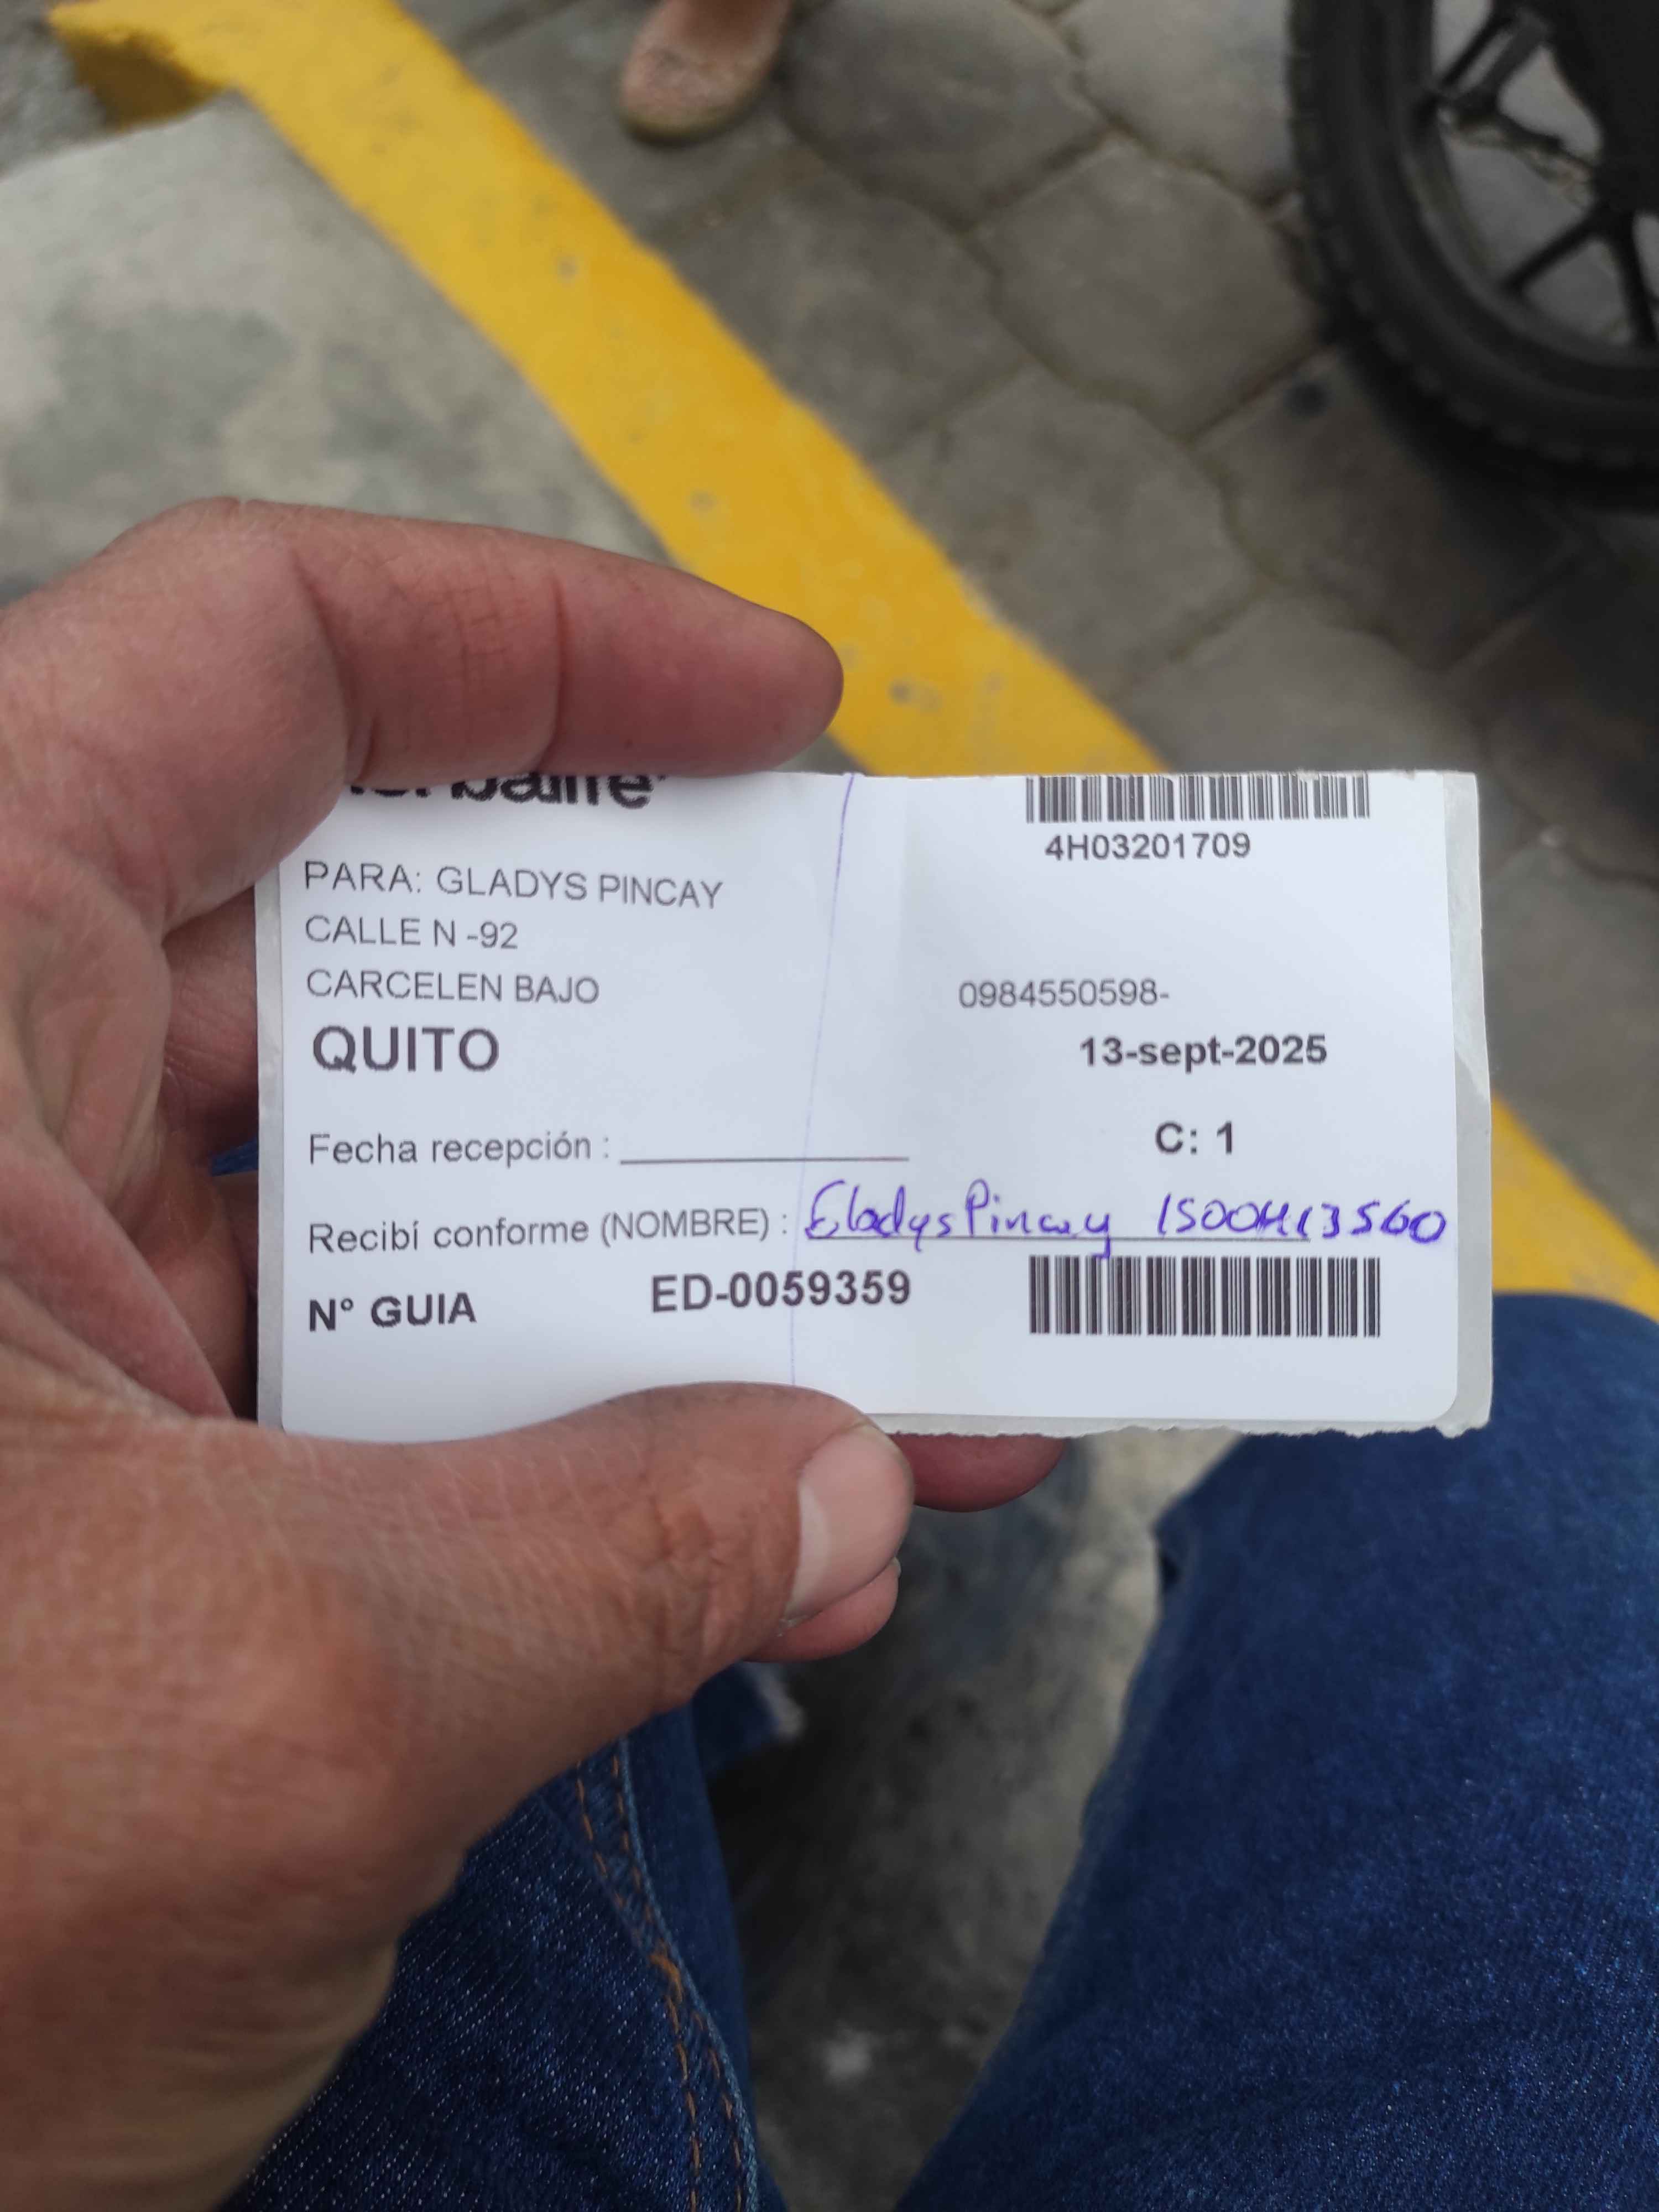 4H03201709
PARA: GLADYS PINCAY
CALLE N -92
CARCELEN BAJO
0984550598-
QUITO
13-sept-2025
Fecha recepción :
C: 1
Recibí conforme (NOMBRE) : Gladys Pincay
N° GUIA ED-0059359